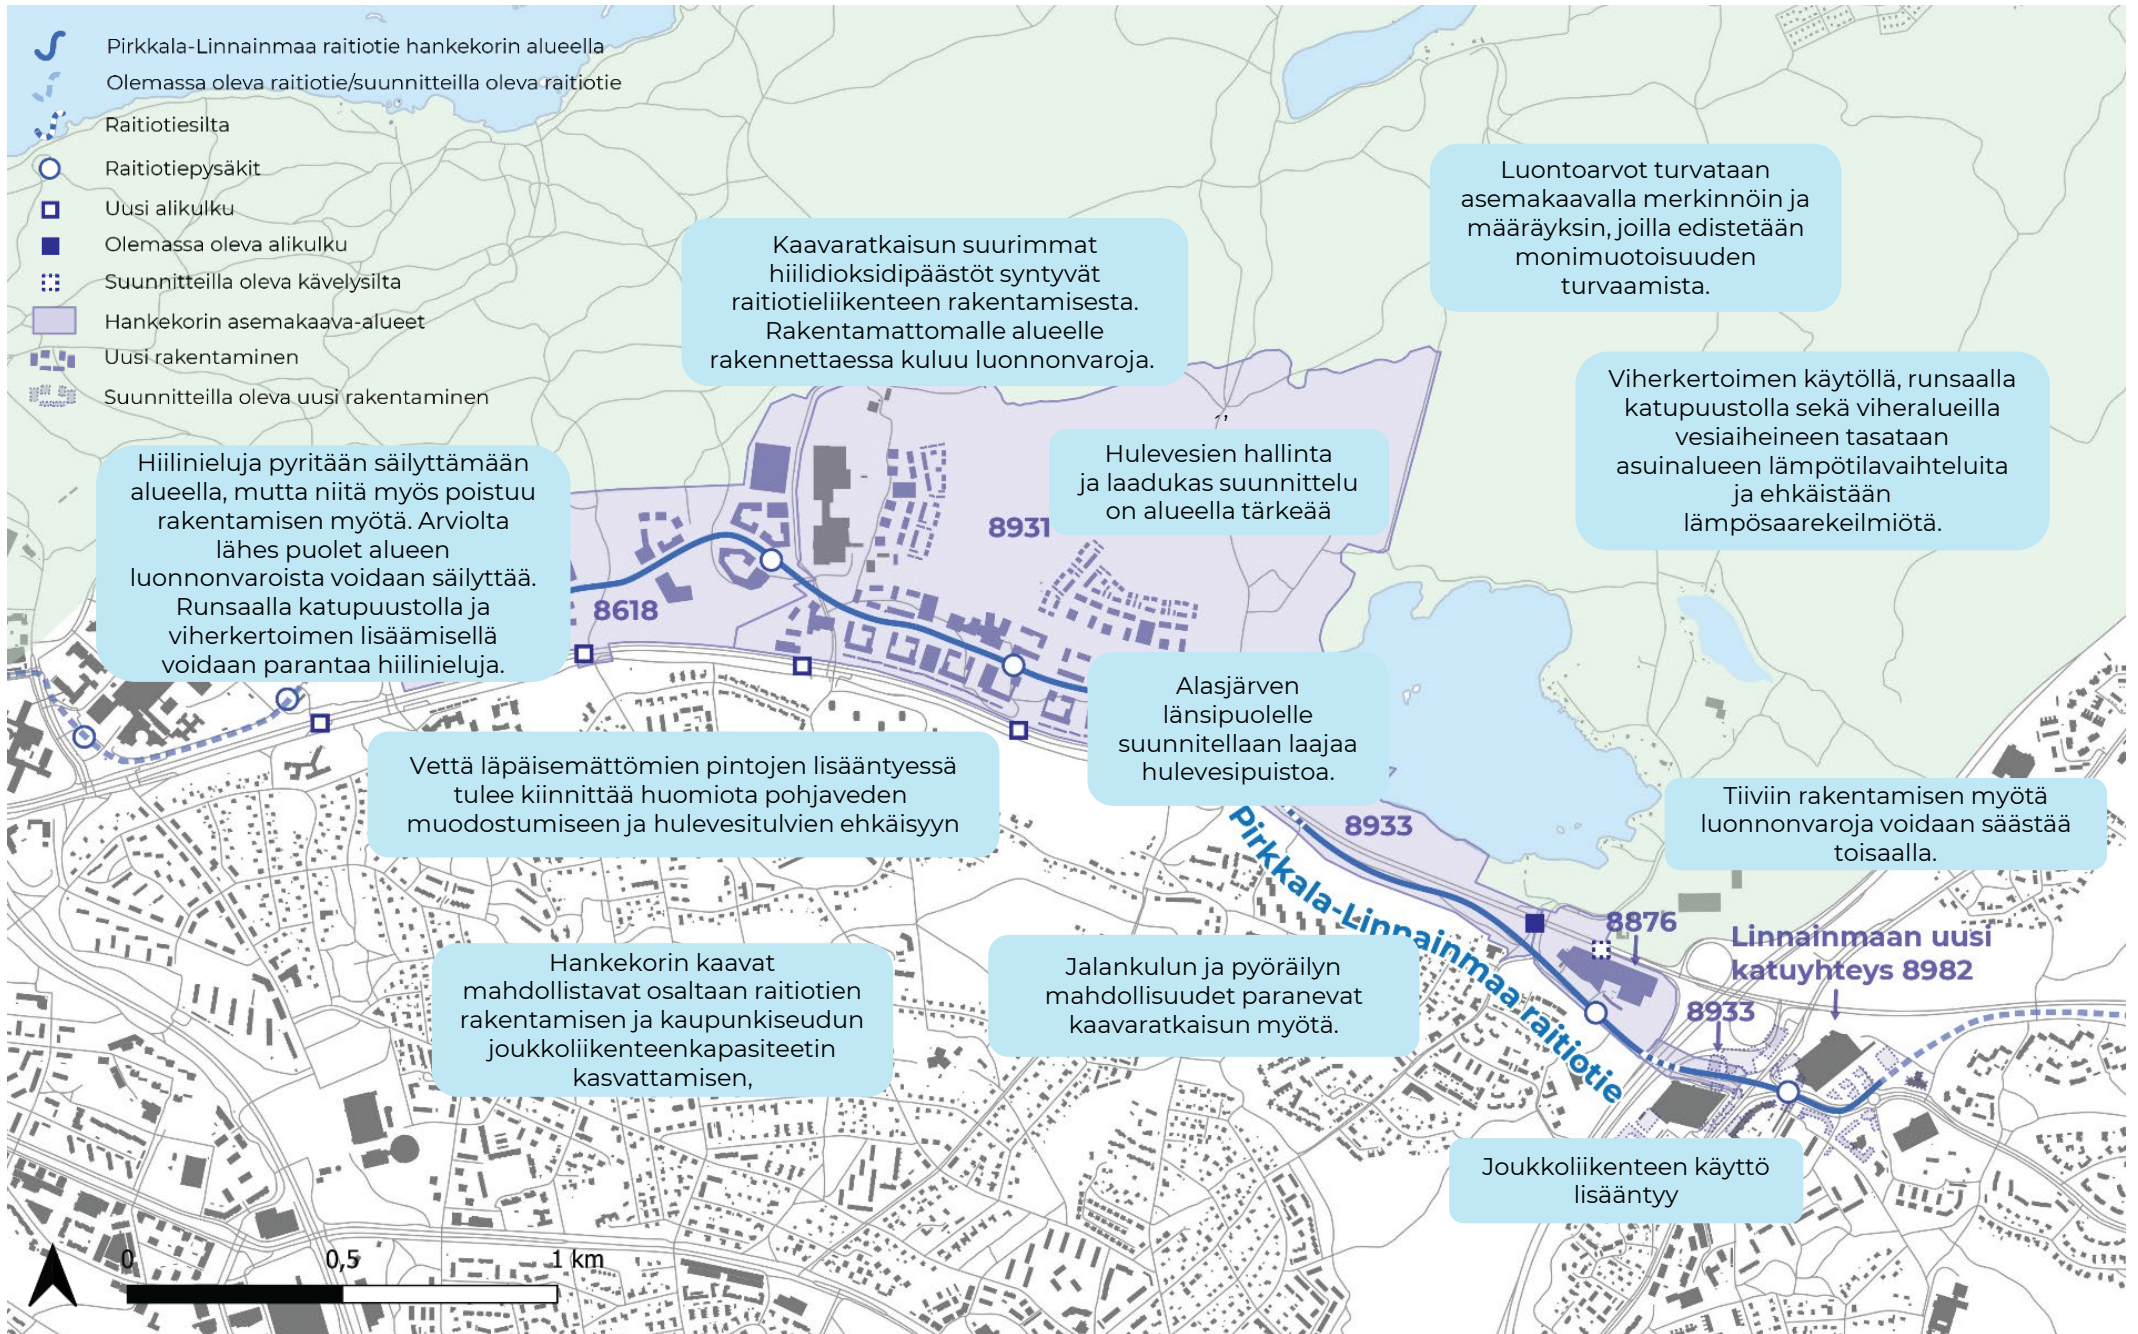 Pirkkala-Linnainmaa raitiotie hankekorin alueella
Olemassa oleva raitiotie/suunnitteilla oleva raitiotie
Raitiotiesilta
Raitiotiepysäkit
Uusi alikulku
Olemassa oleva alikulku
Suunnitteilla oleva kävelysilta
Hankekorin asemakaava-alueet
Uusi rakentaminen
Suunnitteilla oleva uusi rakentaminen
Luontoarvot turvataan
asemakaavalla merkinnöin ja
määräyksin, joilla edistetään
monimuotoisuuden
turvaamista.
Kaavaratkaisun suurimmat
hiilidioksidipäästöt syntyvät
raitiotieliikenteen rakentamisesta.
Rakentamattomalle alueelle
rakennettaessa kuluu luonnonvaroja.
Viherkertoimen käytöllä, runsaalla
katupuustolla sekä viheralueilla
vesiaiheineen tasataan
asuinalueen lämpötilavaihteluita
ja ehkäistään
lämpösaarekeilmiötä.
Hiilinieluja pyritään säilyttämään
alueella, mutta niitä myös poistuu
rakentamisen myötä. Arviolta
lähes puolet alueen
luonnonvaroista voidaan säilyttää.
Runsaalla katupuustolla ja
viherkertoimen lisäämisellä
voidaan parantaa hiilinieluja.
Hulevesien hallinta
ja laadukas suunnittelu
on alueella tärkeää
8931
8618
Alasjärven
länsipuolelle
suunnitellaan laajaa
hulevesipuistoa.
Vettä läpäisemättömien pintojen lisääntyessä
tulee kiinnittää huomiota pohjaveden
muodostumiseen ja hulevesitulvien ehkäisyyn
Tiiviin rakentamisen myötä
luonnonvaroja voidaan säästää
toisaalla.
8933
Pirkkala-Linnainmaa raitiotie
8876
Linnainmaan uusi
katuyhteys 8982
8933
Hankekorin kaavat
mahdollistavat osaltaan raitiotien
rakentamisen ja kaupunkiseudun
joukkoliikenteenkapasiteetin
kasvattamisen,
Jalankulun ja pyöräilyn
mahdollisuudet paranevat
kaavaratkaisun myötä.
Joukkoliikenteen käyttö
lisääntyy
0 0,5 1 km